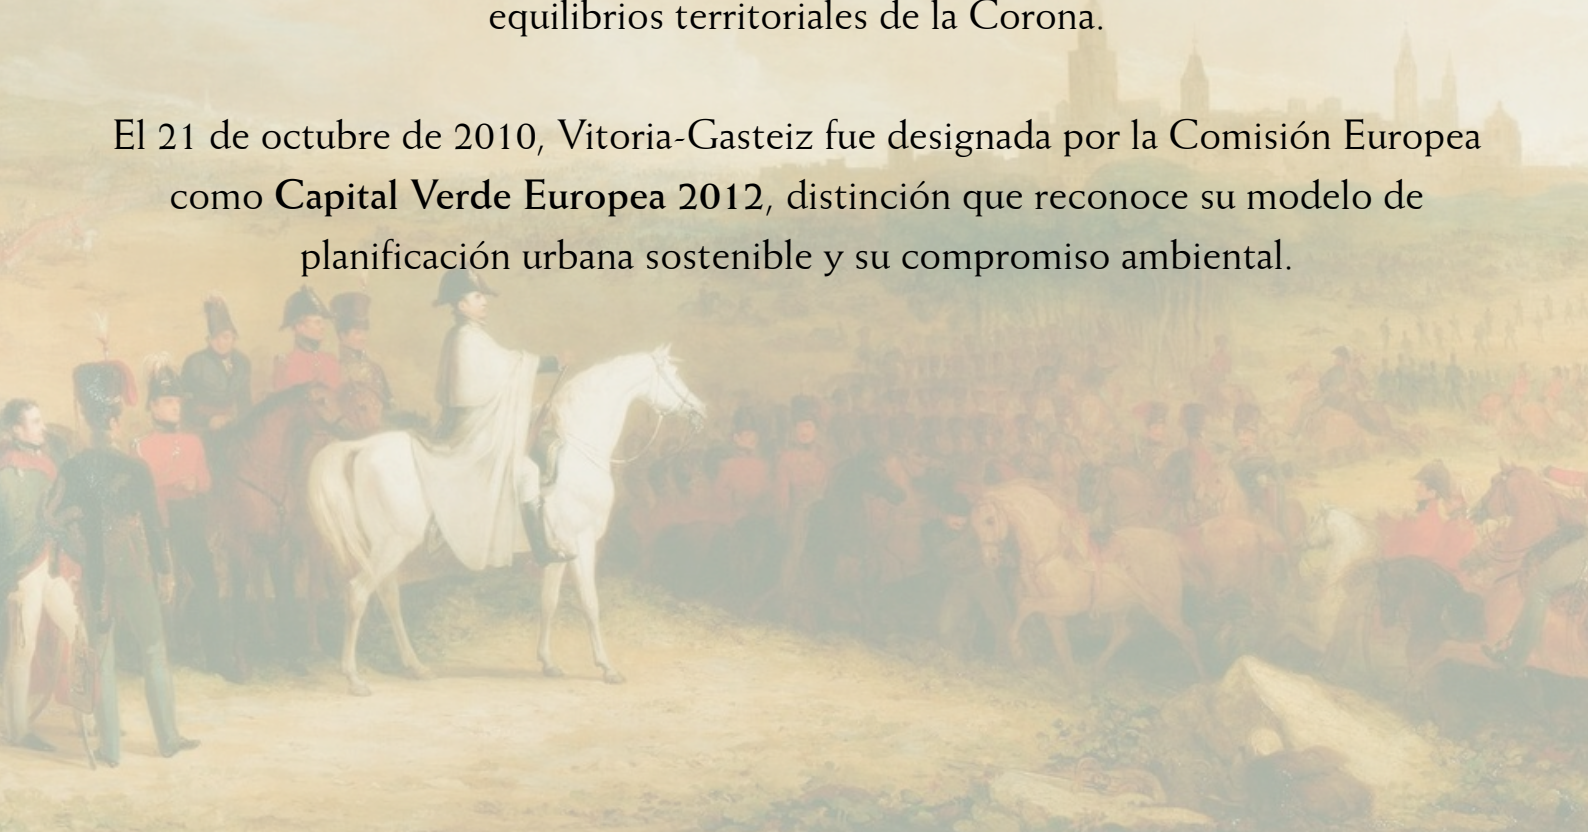 equilibrios territoriales de la Corona.
El 21 de octubre de 2010, Vitoria-Gasteiz fue designada por la Comisión Europea
como Capital Verde Europea 2012, distinción que reconoce su modelo de
planificación urbana sostenible y su compromiso ambiental.